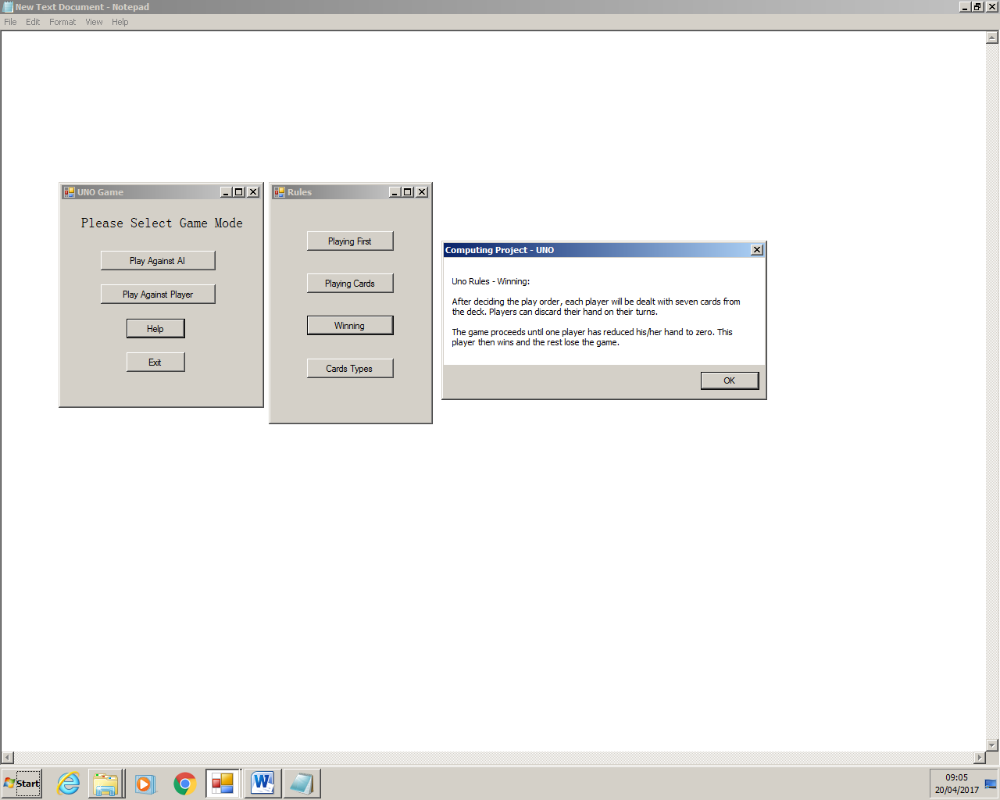 New Text Document - Notepad
File Edit Format View Help
UNO Game
Please Select Game Mode
Play Against AI
Play Against Player
Help
Exit
Rules
Playing First
Playing Cards
Winning
Cards Types
Computing Project - UNO
Uno Rules - Winning:
After deciding the play order, each player will be dealt with seven cards from
the deck. Players can discard their hand on their turns.
The game proceeds until one player has reduced his/her hand to zero. This
player then wins and the rest lose the game.
OK
Start
W
09:05
20/04/2017